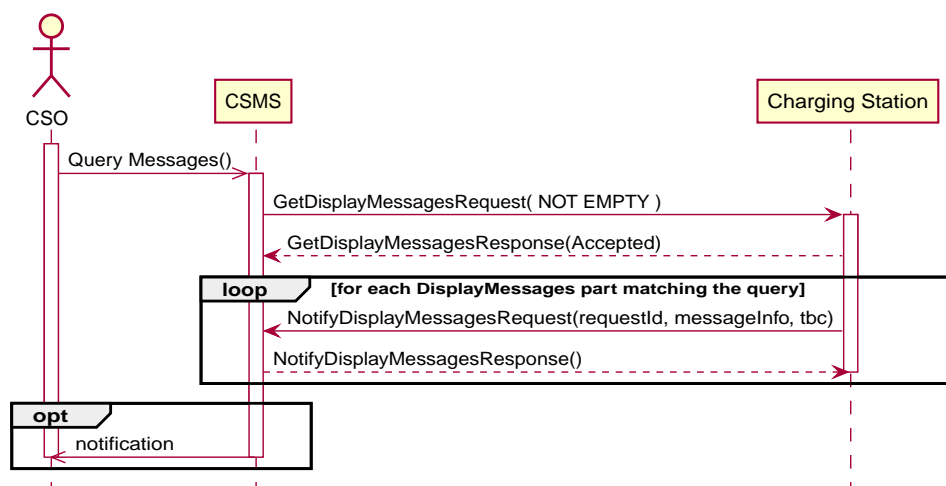 CSO
CSMS
Charging Station
Query Messages()
GetDisplayMessagesRequest( NOT EMPTY )
GetDisplayMessagesResponse(Accepted)
loop [for each DisplayMessages part matching the query]
NotifyDisplayMessagesRequest(requestId, messageInfo, tbc)
NotifyDisplayMessagesResponse()
opt
notification